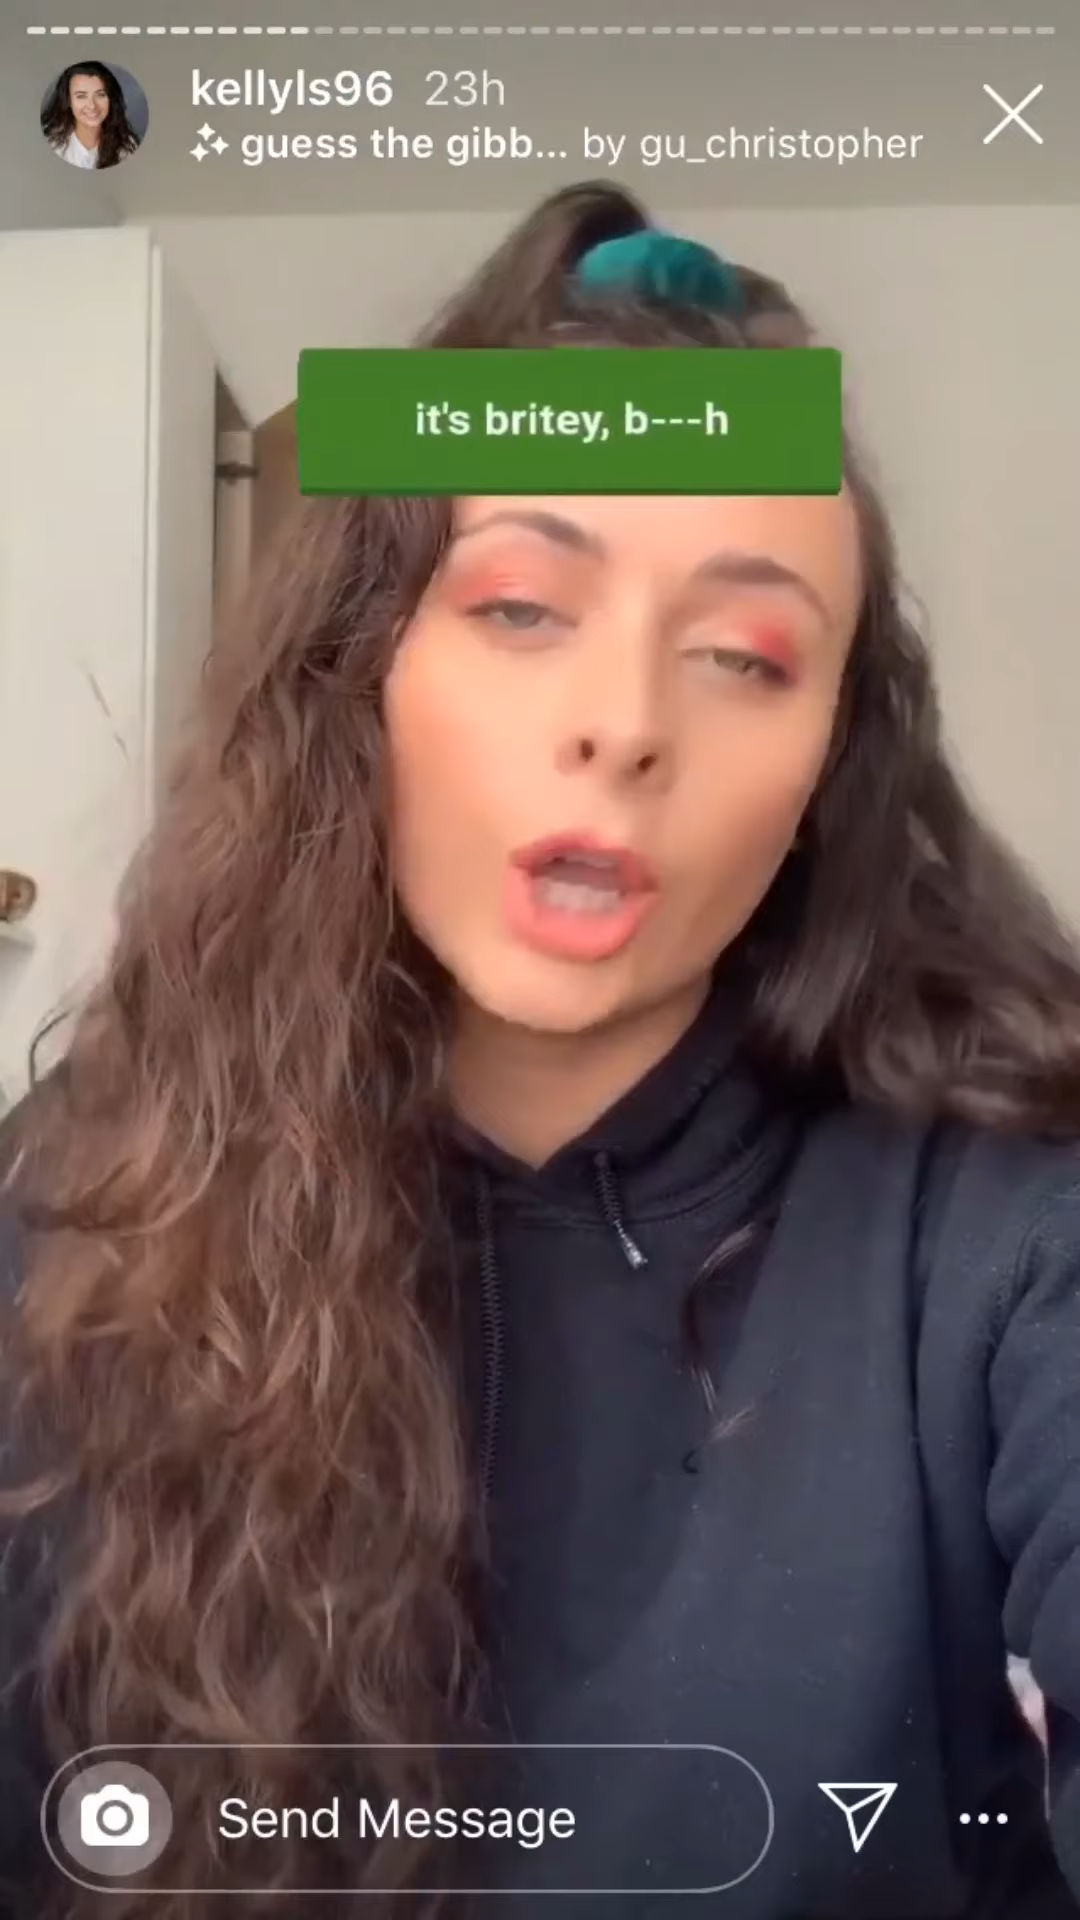 kellyls96 23h
guess the gibb... by gu_christopher
it's britey, b---h
Send Message